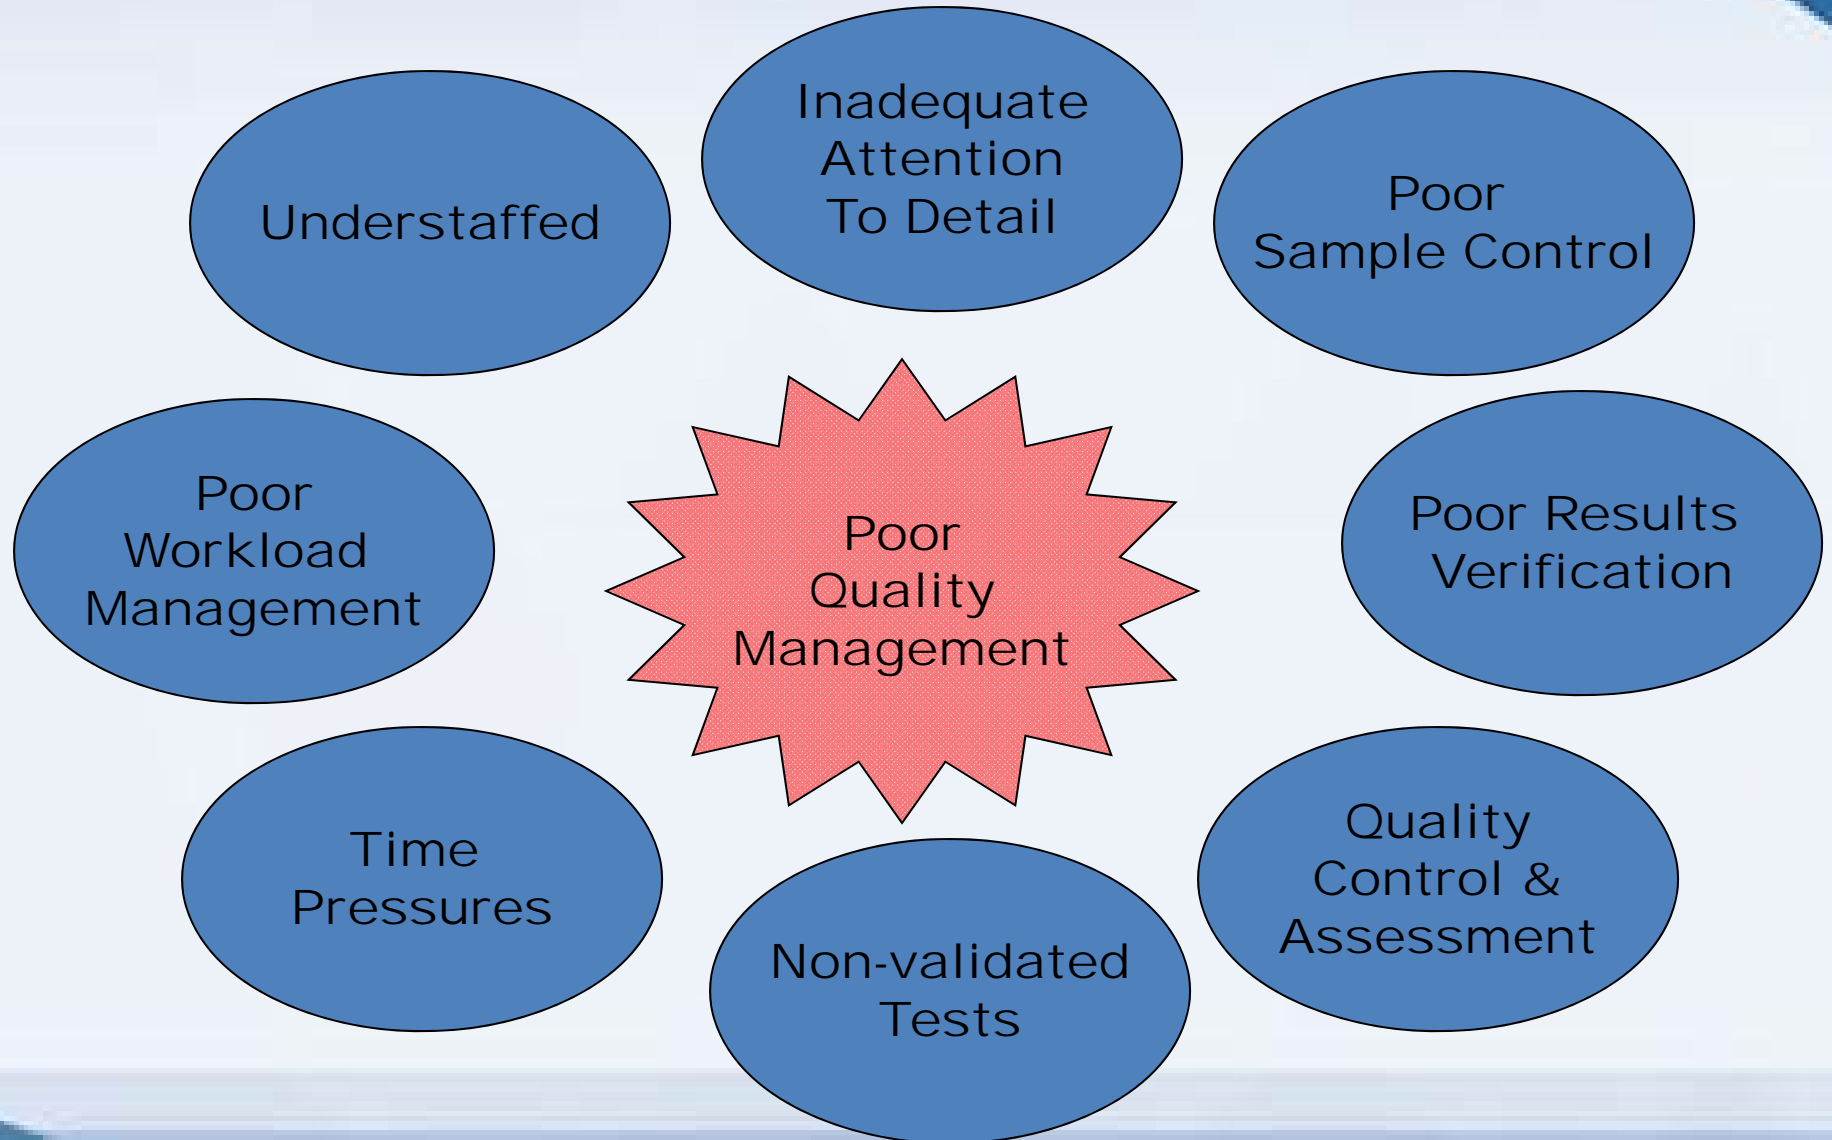 Inadequate
Attention
To Detail
Understaffed
Poor
Sample Control
Poor
Workload
Management
Poor
Quality
Management
Poor Results
Verification
Time
Pressures
Non-validated
Tests
Quality
Control &
Assessment